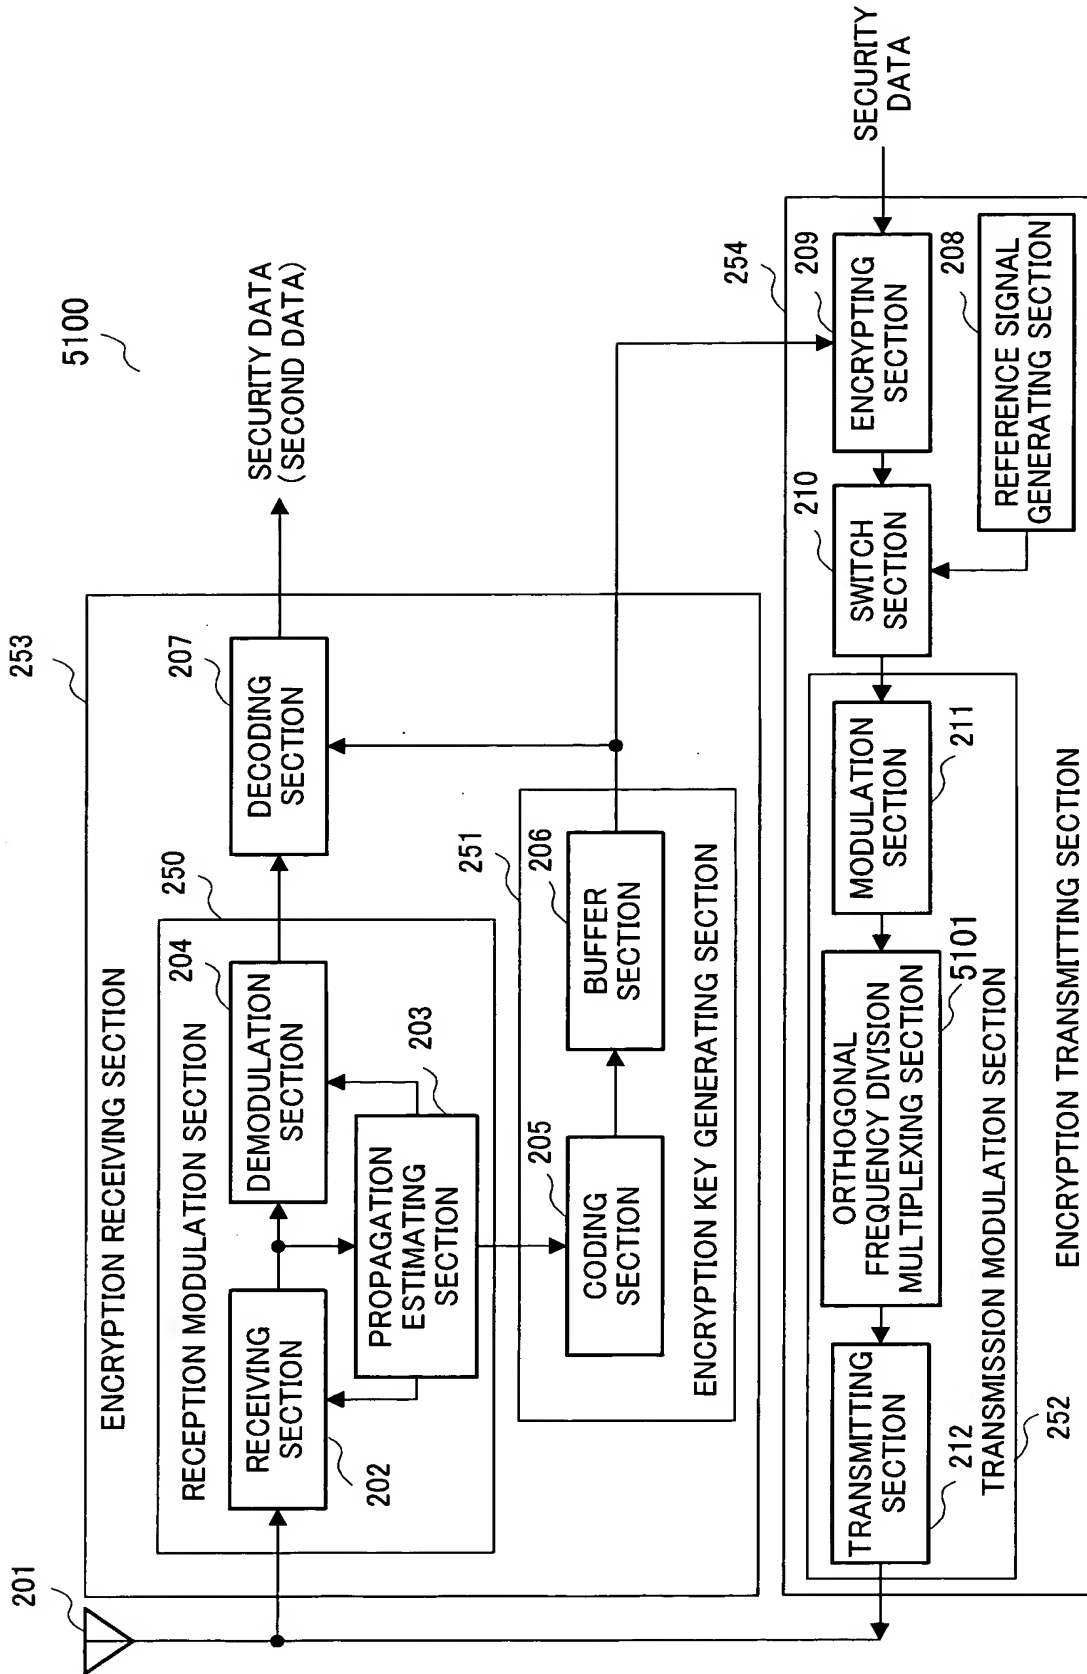 5100
201
253
ENCRYPTION RECEIVING SECTION
250
RECEPTION MODULATION SECTION
202
RECEIVING
SECTION
204
DEMODULATION
SECTION
203
PROPAGATION
ESTIMATING
SECTION
207
DECODING
SECTION
SECURITY DATA
(SECOND DATA)
251
205
CODING
SECTION
206
BUFFER
SECTION
ENCRYPTION KEY GENERATING SECTION
254
SECURITY
DATA
209
ENCRYPTING
SECTION
208
REFERENCE SIGNAL
GENERATING SECTION
210
SWITCH
SECTION
211
MODULATION
SECTION
5101
ORTHOGONAL
FREQUENCY DIVISION
MULTIPLEXING SECTION
212
TRANSMITTING
SECTION
TRANSMISSION MODULATION SECTION
252
ENCRYPTION TRANSMITTING SECTION